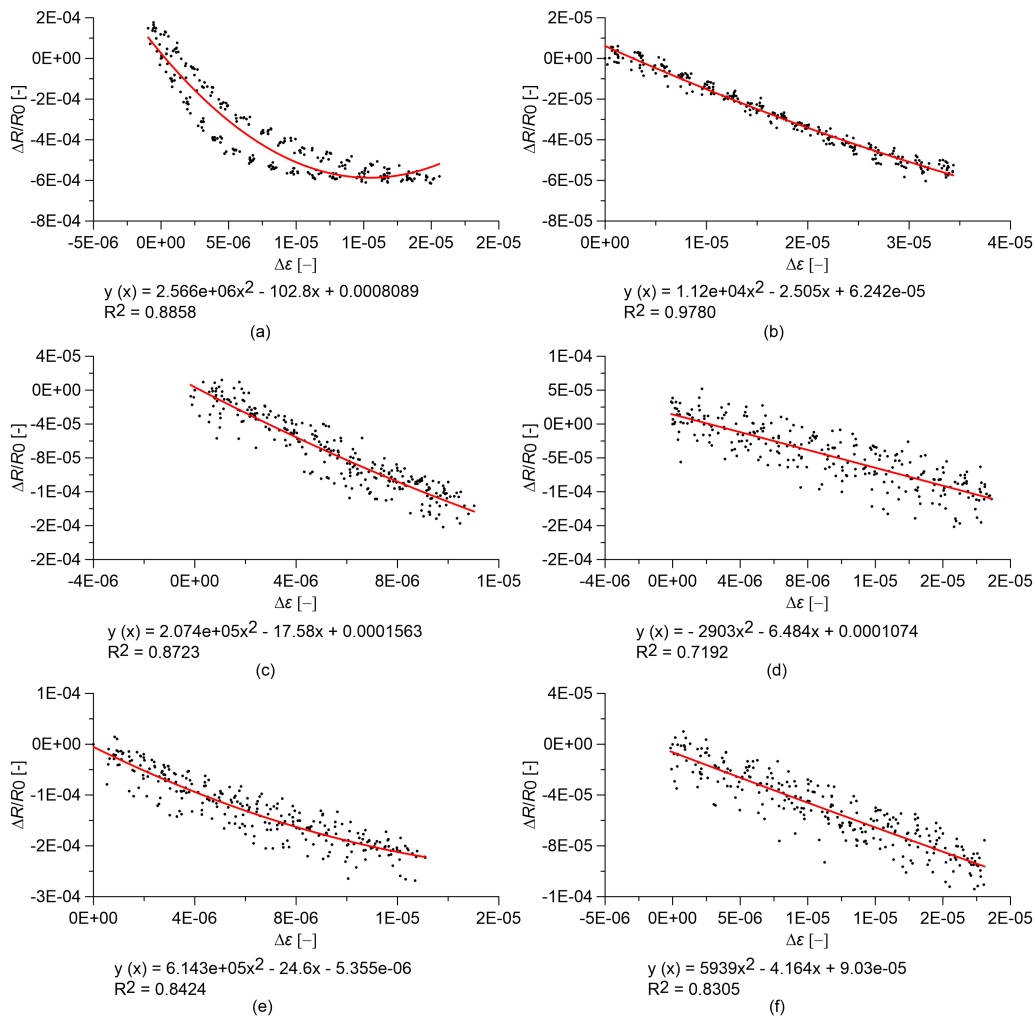 2E-04
0E+00
-2E-04
-4E-04
-6E-04
-8E-04
ΔR/R0 [-]
-5E-06 0E+00 5E-06 1E-05 1E-05 2E-05 2E-05
Δε [–]
y (x) = 2.566e+06x2 - 102.8x + 0.0008089
R2 = 0.8858
(a)
2E-05
0E+00
-2E-05
-4E-05
-6E-05
-8E-05
ΔR/R0 [-]
0E+00 1E-05 2E-05 3E-05 4E-05
Δε [–]
y (x) = 1.12e+04x2 - 2.505x + 6.242e-05
R2 = 0.9780
(b)
4E-05
0E+00
-4E-05
-8E-05
-1E-04
-2E-04
-2E-04
ΔR/R0 [-]
-4E-06 0E+00 4E-06 8E-06 1E-05
Δε [–]
y (x) = 2.074e+05x2 - 17.58x + 0.0001563
R2 = 0.8723
(c)
1E-04
5E-05
0E+00
-5E-05
-1E-04
-2E-04
-2E-04
ΔR/R0 [-]
-4E-06 0E+00 4E-06 8E-06 1E-05 2E-05 2E-05
Δε [–]
y (x) = - 2903x2 - 6.484x + 0.0001074
R2 = 0.7192
(d)
1E-04
0E+00
-1E-04
-2E-04
-3E-04
ΔR/R0 [-]
0E+00 4E-06 8E-06 1E-05 2E-05
Δε [–]
y (x) = 6.143e+05x2 - 24.6x - 5.355e-06
R2 = 0.8424
(e)
4E-05
0E+00
-4E-05
-8E-05
-1E-04
ΔR/R0 [-]
-5E-06 0E+00 5E-06 1E-05 1E-05 2E-05 2E-05
Δε [–]
y (x) = 5939x2 - 4.164x + 9.03e-05
R2 = 0.8305
(f)